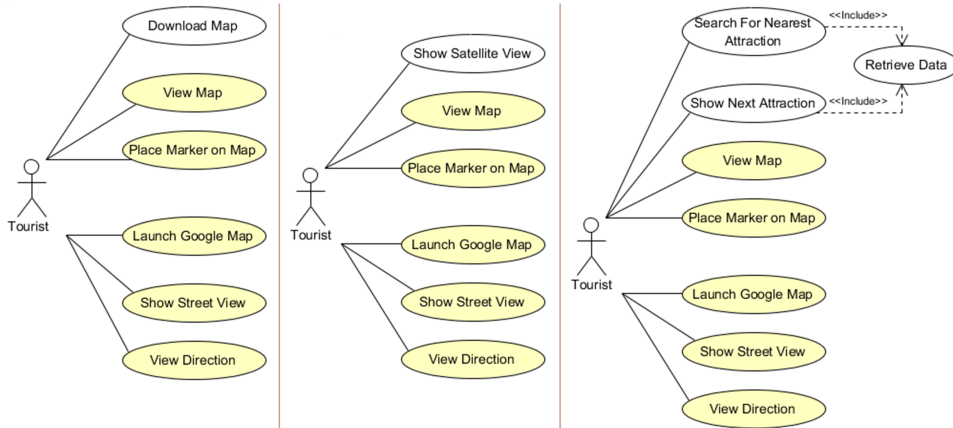 Download Map
View Map
Place Marker on Map
Tourist
Launch Google Map
Show Street View
View Direction
Show Satellite View
View Map
Place Marker on Map
Tourist
Launch Google Map
Show Street View
View Direction
Search For Nearest
Attraction
<<Include>>
Retrieve Data
Show Next Attraction
<<Include>>
View Map
Place Marker on Map
Tourist
Launch Google Map
Show Street View
View Direction